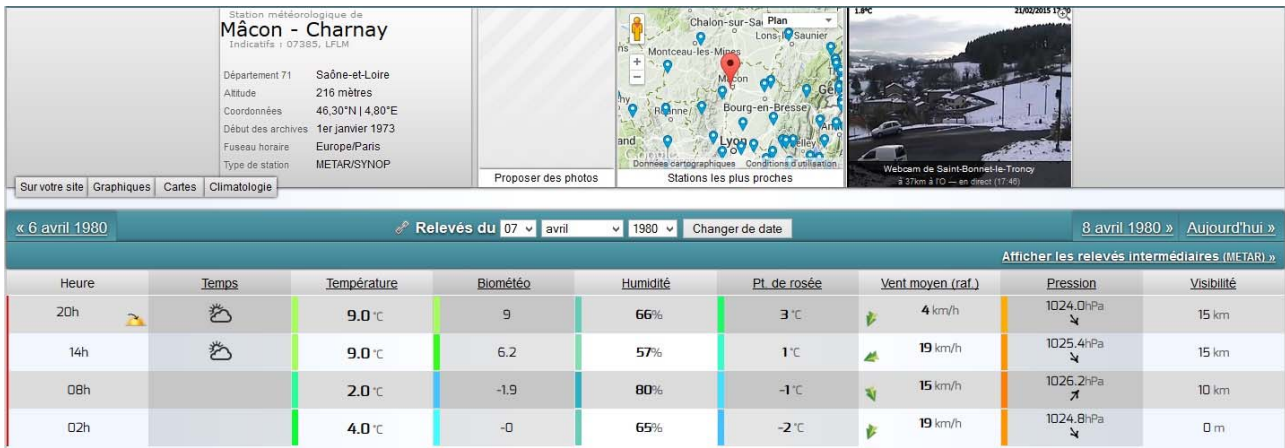 Station météorologique de
Mâcon - Charnay
Indicatifs : 07385, LFLM
Département 71 Saône-et-Loire
Altitude 216 mètres
Coordonnées 46,30°N | 4,80°E
Début des archives 1er janvier 1973
Fuseau horaire Europe/Paris
Type de station METAR/SYNOP
Sur votre site Graphiques Cartes Climatologie
Proposer des photos
Plan
Chalon-sur-Sa
Lons Saunier
Montceau-les-Mines
Mâcon
Bourg-en-Bresse
Lyon
Données cartographiques Conditions d'utilisation
Stations les plus proches
1.8°C 21/02/2015
Webcam de Saint-Bonnet-le-Troncy
à 37km à l'O — en direct (17:46)
« 6 avril 1980 Relevés du 07 avril 1980 Changer de date 8 avril 1980 » Aujourd'hui »
Afficher les relevés intermédiaires (METAR) »
Heure Temps Température Biométéo Humidité Pt. de rosée Vent moyen (raf.) Pression Visibilité
20h 9.0 °C 9 66% 3 °C 4 km/h 1024.0hPa 15 km
14h 9.0 °C 6.2 57% 1 °C 19 km/h 1025.4hPa 15 km
08h 2.0 °C -1.9 80% -1 °C 15 km/h 1026.2hPa 10 km
02h 4.0 °C -0 65% -2 °C 19 km/h 1024.8hPa 0 m